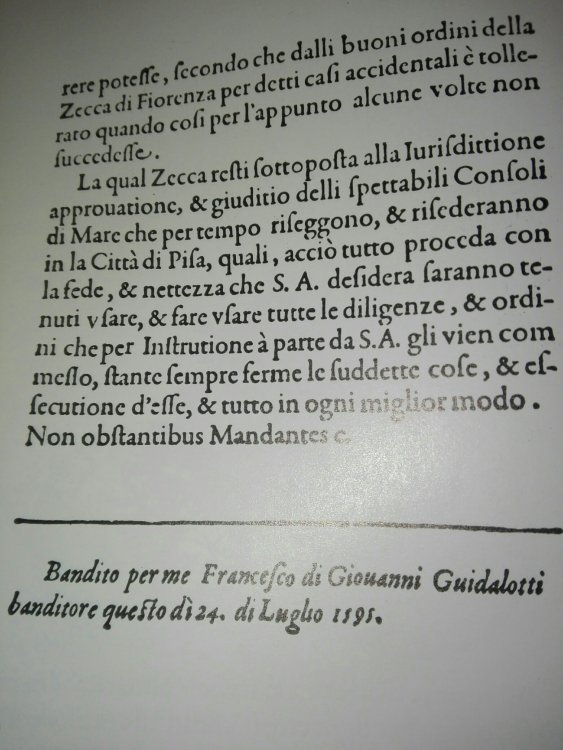 rere potesse, secondo che dalli buoni ordini della
Zecca di Fiorenza per detti casi accidentali è tolle-
rato quando cosi per l'appunto alcune volte non
succedesse.
La qual Zecca resti sottoposta alla Iurisdittione
approuatione, & giuditio delli spettabili Consoli
di Mare che per tempo riseggono, & risederanno
in la Città di Pisa, quali, acciò tutto proceda con
la fede, & nettezza che S. A. desidera saranno te-
nuti vsare, & fare vsare tutte le diligenze, & ordi-
ni che per Instrutione à parte da S.A. gli vien com
messo, stante sempre ferme le suddette cose, & es-
secutione d'esse, & tutto in ogni miglior modo.
Non obstantibus Mandantes c.
Bandito per me Francesco di Giouanni Guidalotti
banditore questo dì 24. di Luglio 1595.